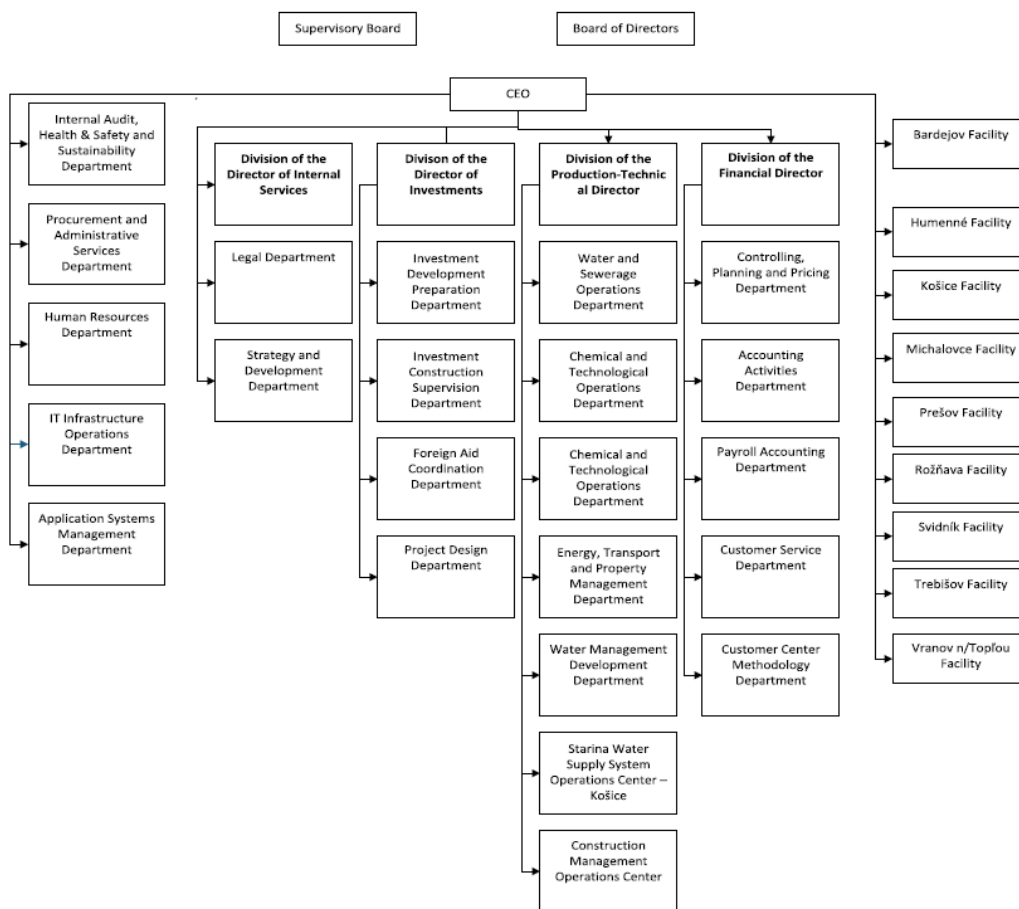 Supervisory Board
Board of Directors
CEO
Internal Audit,
Health & Safety and
Sustainability
Department
Procurement and
Administrative
Services
Department
Human Resources
Department
IT Infrastructure
Operations
Department
Application Systems
Management
Department
Division of the
Director of Internal
Services
Legal Department
Strategy and
Development
Department
Divison of the
Director of
Investments
Investment
Development
Preparation
Department
Investment
Construction
Supervision
Department
Foreign Aid
Coordination
Department
Project Design
Department
Division of the
Production-Technic
al Director
Water and
Sewerage
Operations
Department
Chemical and
Technological
Operations
Department
Chemical and
Technological
Operations
Department
Energy, Transport
and Property
Management
Department
Water Management
Development
Department
Starina Water
Supply System
Operations Center –
Košice
Construction
Management
Operations Center
Division of the
Financial Director
Controlling,
Planning and Pricing
Department
Accounting
Activities
Department
Payroll Accounting
Department
Customer Service
Department
Customer Center
Methodology
Department
Bardejov Facility
Humenné Facility
Košice Facility
Michalovce Facility
Prešov Facility
Rožňava Facility
Svidník Facility
Trebišov Facility
Vranov n/Topľou
Facility